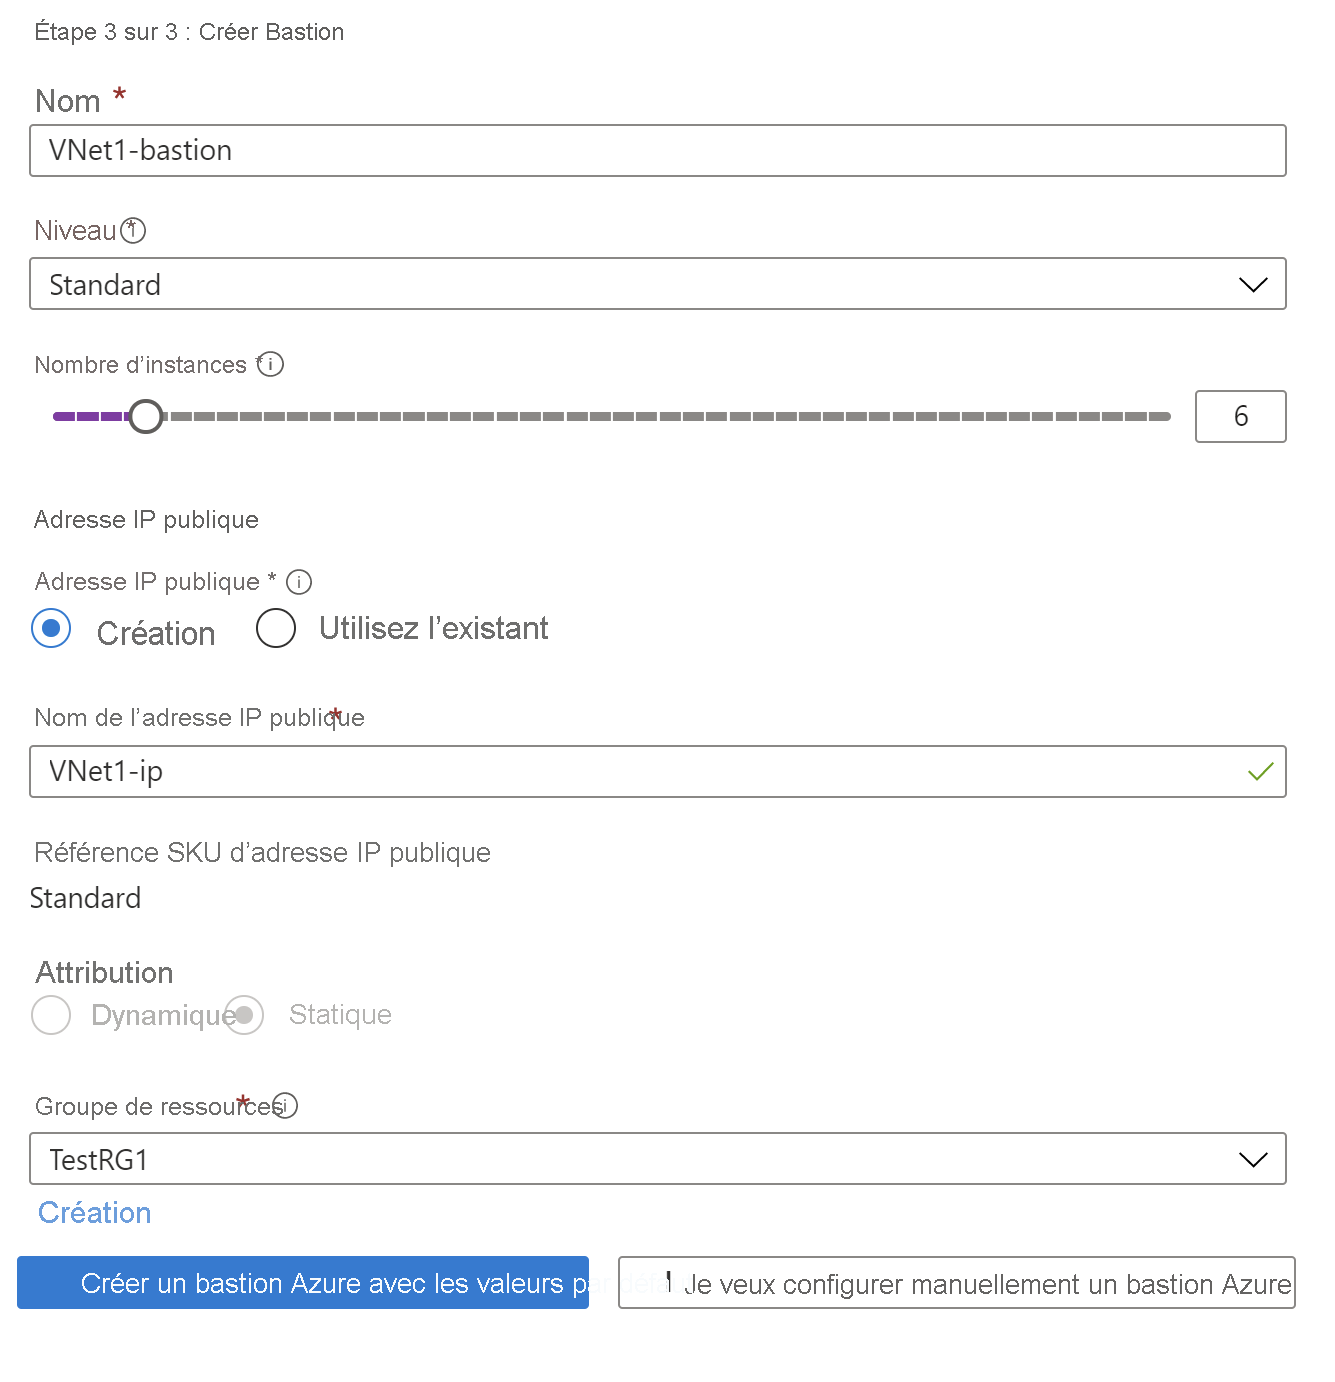 Étape 3 sur 3 : Créer Bastion
Nom *
VNet1-bastion
Niveau *
Standard
Nombre d’instances * i
6
Adresse IP publique
Adresse IP publique * i
Création Utilisez l’existant
Nom de l’adresse IP publique *
VNet1-ip
Référence SKU d’adresse IP publique
Standard
Attribution
Dynamique Statique
Groupe de ressources * i
TestRG1
Création
Créer un bastion Azure avec les valeurs par défaut Je veux configurer manuellement un bastion Azure